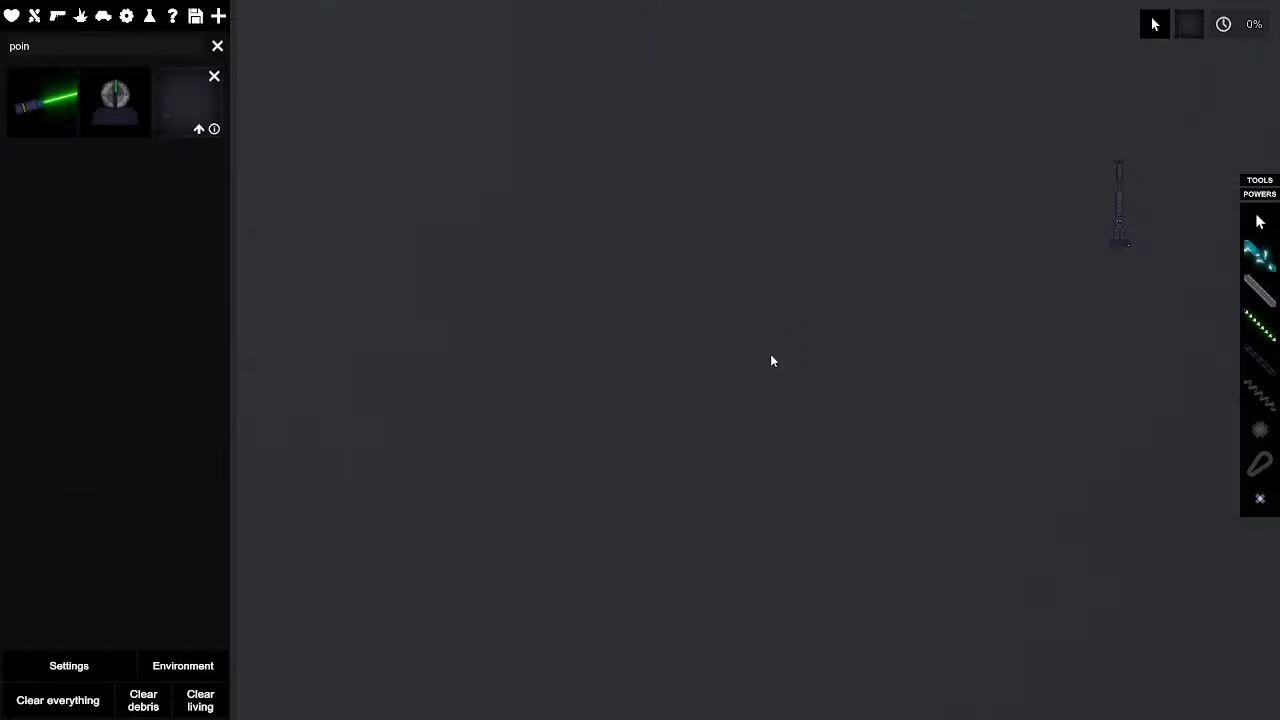 poin
0%
TOOLS
POWERS
Settings
Environment
Clear everything
Clear
debris
Clear
living